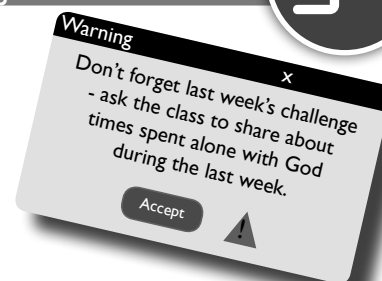 Warning
x
Don't forget last week's challenge
- ask the class to share about
times spent alone with God
during the last week.
Accept
!